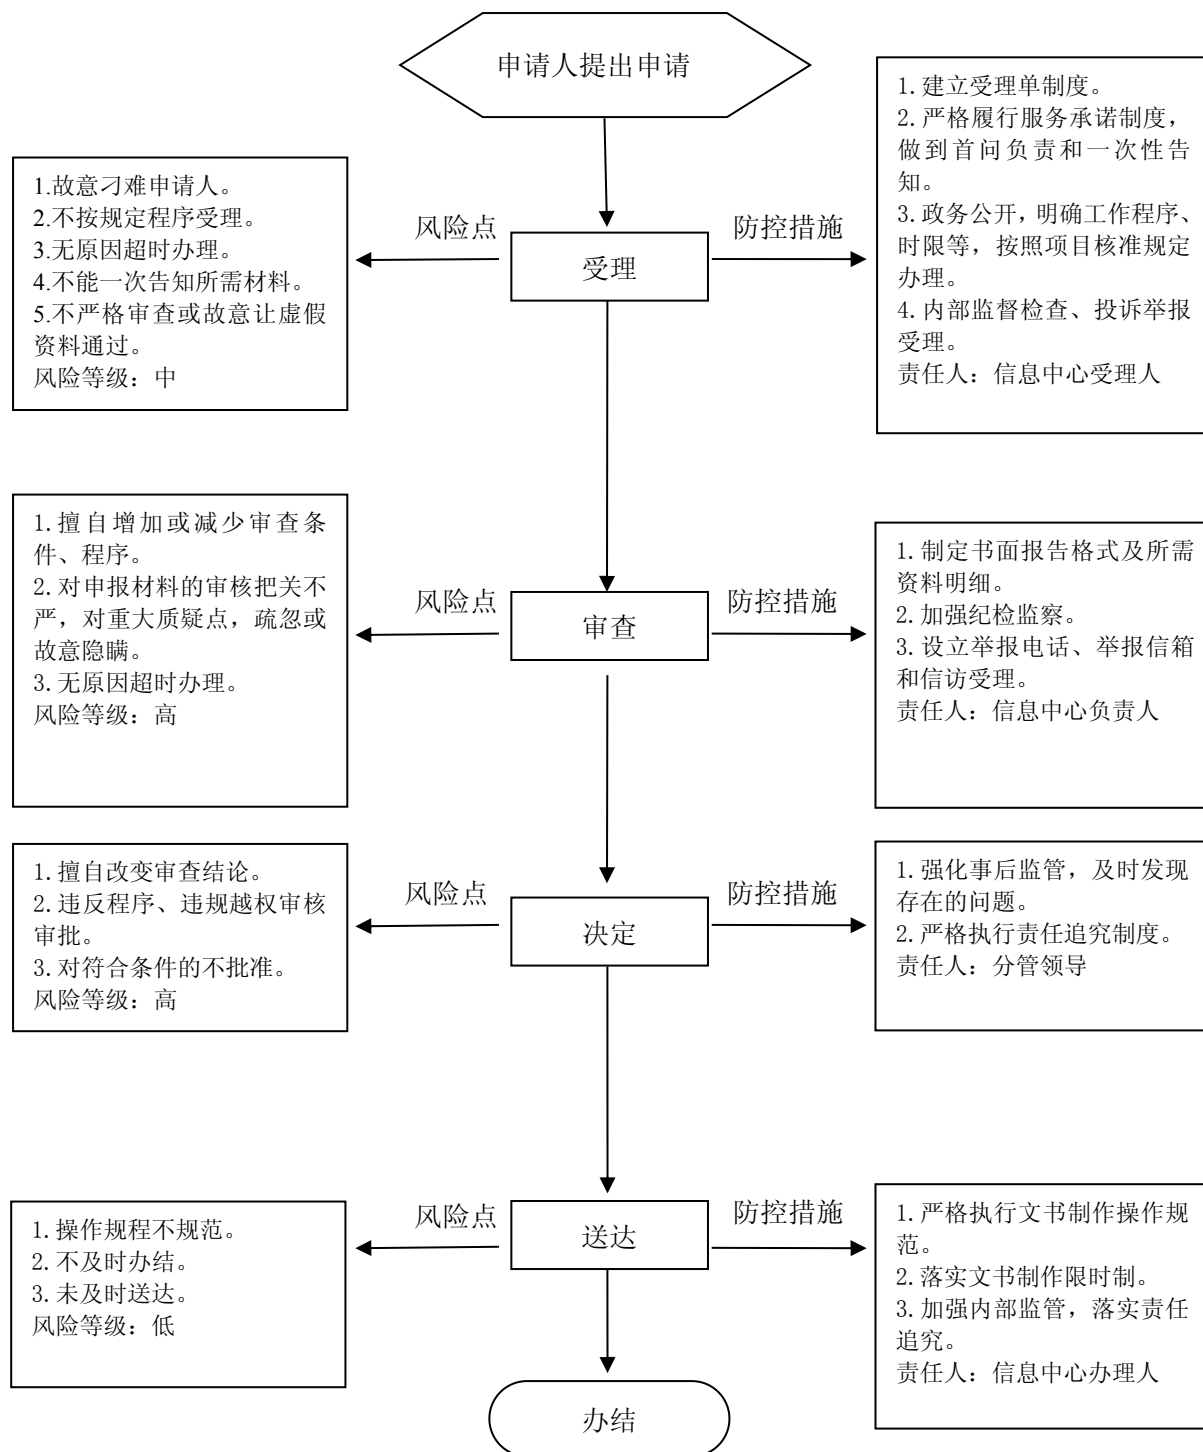 申请人提出申请
1.故意刁难申请人。
2.不按规定程序受理。
3.无原因超时办理。
4.不能一次告知所需材料。
5.不严格审查或故意让虚假
资料通过。
风险等级：中
风险点
受理
防控措施
1.建立受理单制度。
2.严格履行服务承诺制度，
做到首问负责和一次性告
知。
3.政务公开，明确工作程序、
时限等，按照项目核准规定
办理。
4.内部监督检查、投诉举报
受理。
责任人：信息中心受理人
1.擅自增加或减少审查条
件、程序。
2.对申报材料的审核把关不
严，对重大质疑点，疏忽或
故意隐瞒。
3.无原因超时办理。
风险等级：高
风险点
审查
防控措施
1.制定书面报告格式及所需
资料明细。
2.加强纪检监察。
3.设立举报电话、举报信箱
和信访受理。
责任人：信息中心负责人
1.擅自改变审查结论。
2.违反程序、违规越权审核
审批。
3.对符合条件的不批准。
风险等级：高
风险点
决定
防控措施
1.强化事后监管，及时发现
存在的问题。
2.严格执行责任追究制度。
责任人：分管领导
1.操作规程不规范。
2.不及时办结。
3.未及时送达。
风险等级：低
风险点
送达
防控措施
1.严格执行文书制作操作规
范。
2.落实文书制作限时制。
3.加强内部监管，落实责任
追究。
责任人：信息中心办理人
办结